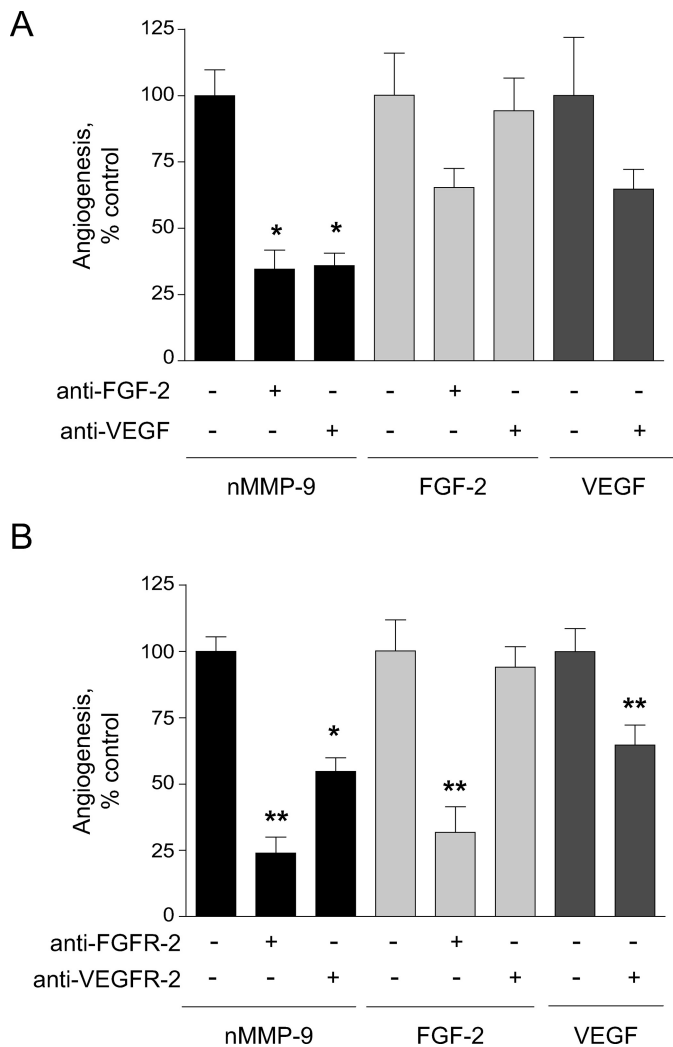 A
Angiogenesis,
% control
125
100
75
50
25
0
* *
anti-FGF-2 - + - - + - - -
anti-VEGF - - + - - + - +
nMMP-9 FGF-2 VEGF
B
Angiogenesis,
% control
125
100
75
50
25
0
** * ** **
anti-FGFR-2 - + - - + - - -
anti-VEGFR-2 - - + - - + - +
nMMP-9 FGF-2 VEGF